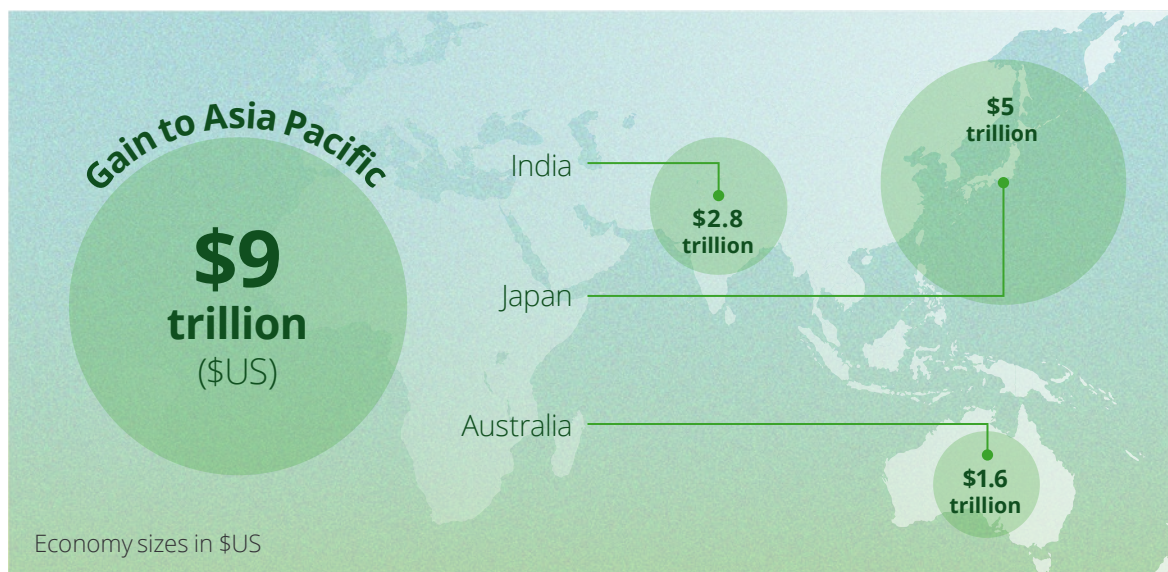 Gain to Asia Pacific
$9
trillion
($US)
India
$2.8
trillion
$5
trillion
Japan
Australia
$1.6
trillion
Economy sizes in $US